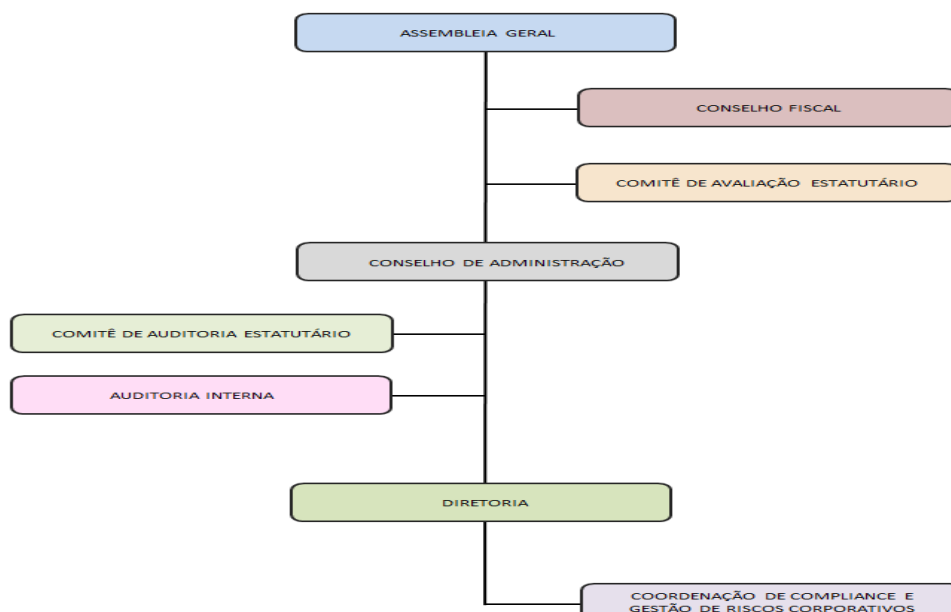 ASSEMBLEIA GERAL
CONSELHO FISCAL
COMITÊ DE AVALIAÇÃO ESTATUTÁRIO
CONSELHO DE ADMINISTRAÇÃO
COMITÊ DE AUDITORIA ESTATUTÁRIO
AUDITORIA INTERNA
DIRETORIA
COORDENAÇÃO DE COMPLIANCE E
GESTÃO DE RISCOS CORPORATIVOS